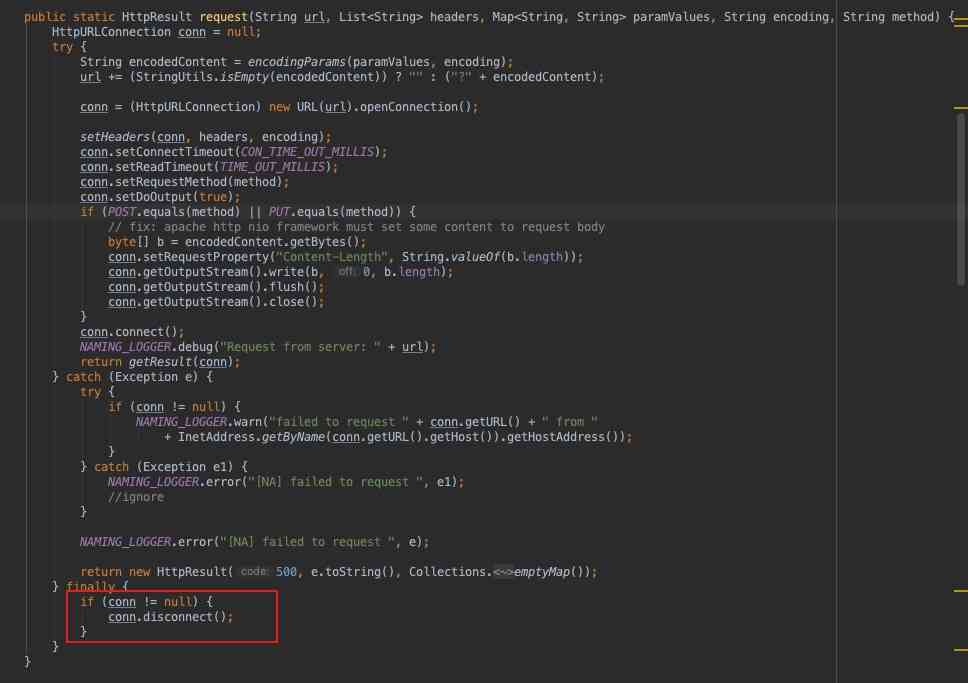 public static HttpResult request(String url, List<String> headers, Map<String, String> paramValues, String encoding, String method) {
HttpURLConnection conn = null;
try {
String encodedContent = encodingParams(paramValues, encoding);
url += (StringUtils.isEmpty(encodedContent)) ? "" : ("?" + encodedContent);
conn = (HttpURLConnection) new URL(url).openConnection();
setHeaders(conn, headers, encoding);
conn.setConnectTimeout(CON_TIME_OUT_MILLIS);
conn.setReadTimeout(TIME_OUT_MILLIS);
conn.setRequestMethod(method);
conn.setDoOutput(true);
if (POST.equals(method) || PUT.equals(method)) {
// fix: apache http nio framework must set some content to request body
byte[] b = encodedContent.getBytes();
conn.setRequestProperty("Content-Length", String.valueOf(b.length));
conn.getOutputStream().write(b, off: 0, b.length);
conn.getOutputStream().flush();
conn.getOutputStream().close();
}
conn.connect();
NAMING_LOGGER.debug("Request from server: " + url);
return getResult(conn);
} catch (Exception e) {
try {
if (conn != null) {
NAMING_LOGGER.warn("failed to request " + conn.getURL() + " from "
+ InetAddress.getByName(conn.getURL().getHost()).getHostAddress());
}
} catch (Exception e1) {
NAMING_LOGGER.error("[NA] failed to request ", e1);
//ignore
}
NAMING_LOGGER.error("[NA] failed to request ", e);
return new HttpResult( code: 500, e.toString(), Collections.<~>emptyMap());
} finally {
if (conn != null) {
conn.disconnect();
}
}
}